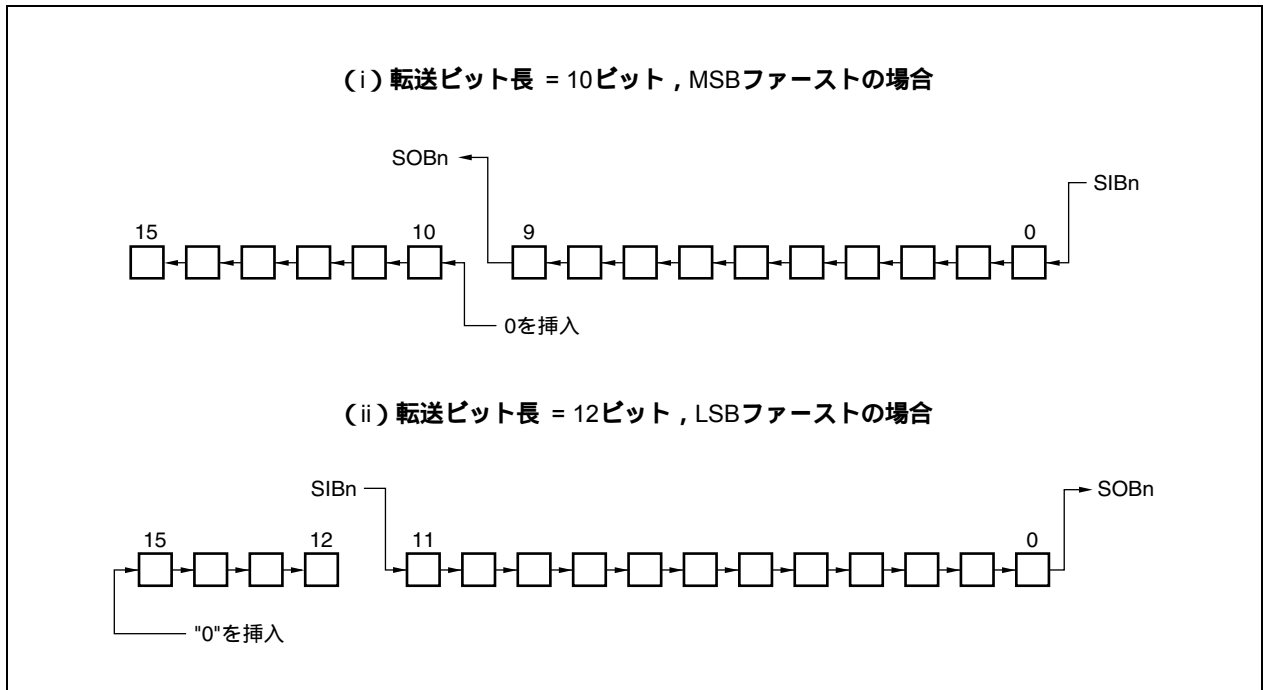 （i）転送ビット長 = 10ビット，MSBファーストの場合
SOBn
SIBn
15
10
9
0
0を挿入
（ii）転送ビット長 = 12ビット，LSBファーストの場合
SIBn
SOBn
15
12
11
0
"0"を挿入